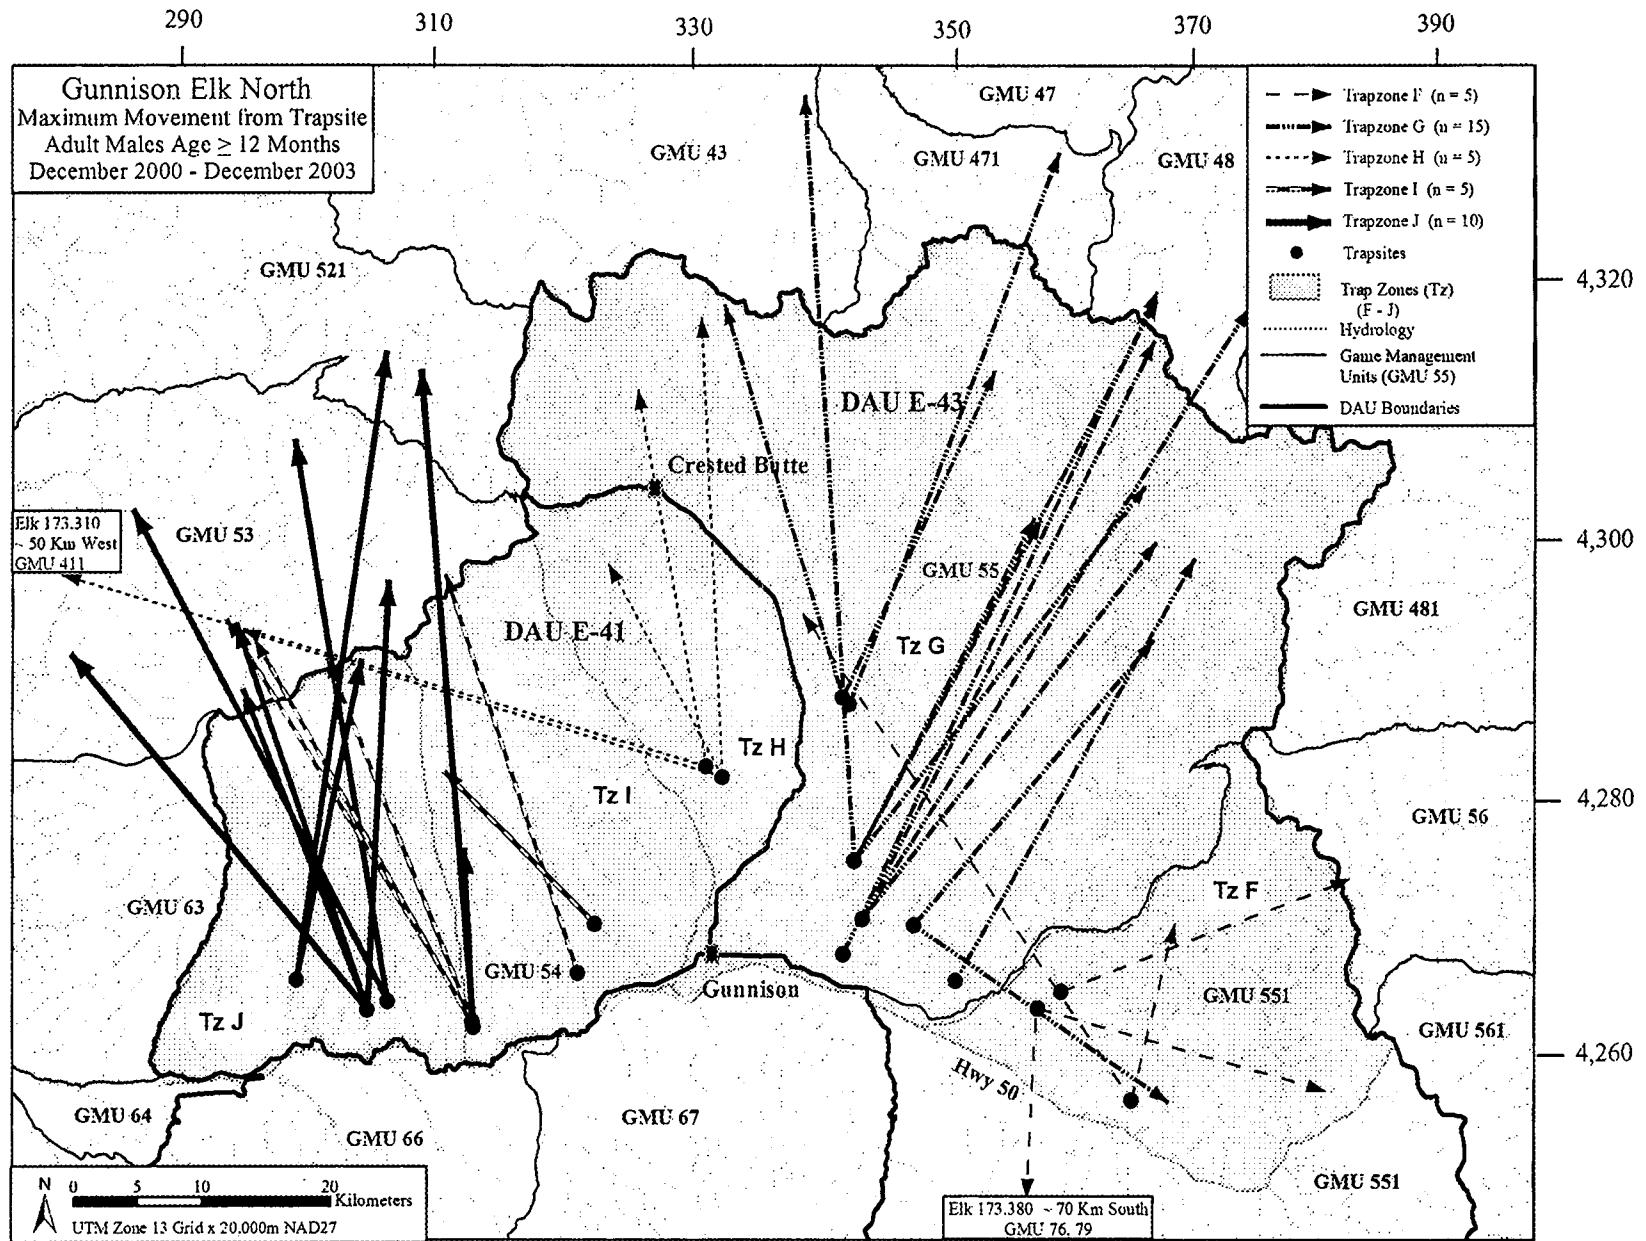 290 310 330 350 370 390
Gunnison Elk North
Maximum Movement from Trapsite
Adult Males Age ≥ 12 Months
December 2000 - December 2003
GMU 47
GMU 43
GMU 471
GMU 48
Trapzone F (n = 5)
Trapzone G (n = 15)
Trapzone H (n = 5)
Trapzone I (n = 5)
Trapzone J (n = 10)
Trapsites
Trap Zones (Tz)
(F - J)
Hydrology
Game Management
Units (GMU 55)
DAU Boundaries
GMU 521
4,320
DAU E-43
Crested Butte
Elk 173.310
~ 50 Km West
GMU 411
GMU 53
4,300
GMU 55
GMU 481
DAU E-41
Tz G
Tz H
Tz I
4,280
GMU 56
Tz F
GMU 63
GMU 54
Gunnison
GMU 551
Tz J
GMU 561
4,260
Hwy 50
GMU 64
GMU 66
GMU 67
GMU 551
N
0 5 10 20
Kilometers
UTM Zone 13 Grid x 20,000m NAD27
Elk 173.380 ~ 70 Km South
GMU 76, 79